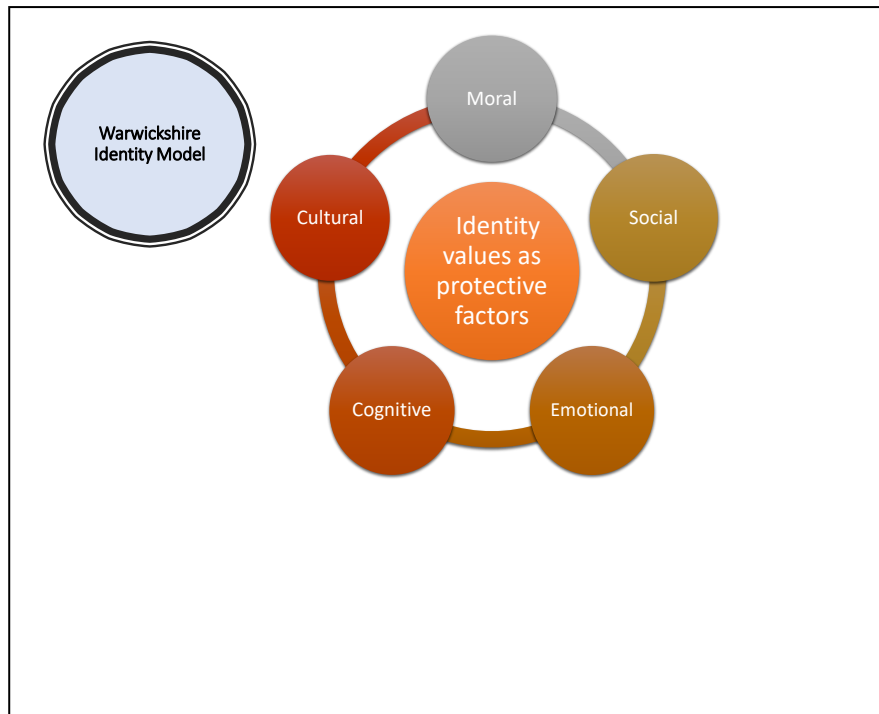 Warwickshire
Identity Model
Moral
Cultural
Social
Identity
values as
protective
factors
Cognitive
Emotional